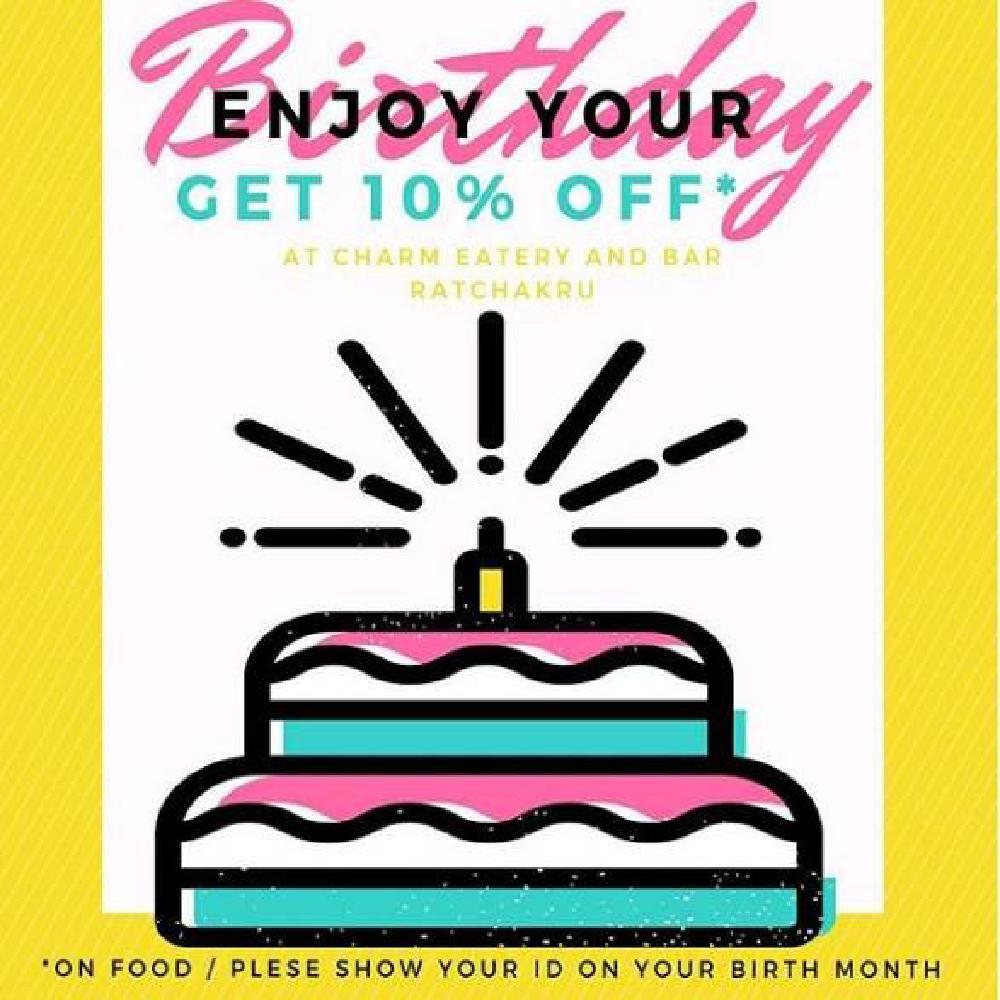 Birthday
ENJOY YOUR
GET 10% OFF*
AT CHARM EATERY AND BAR
RATCHAKRU
*ON FOOD / PLESE SHOW YOUR ID ON YOUR BIRTH MONTH